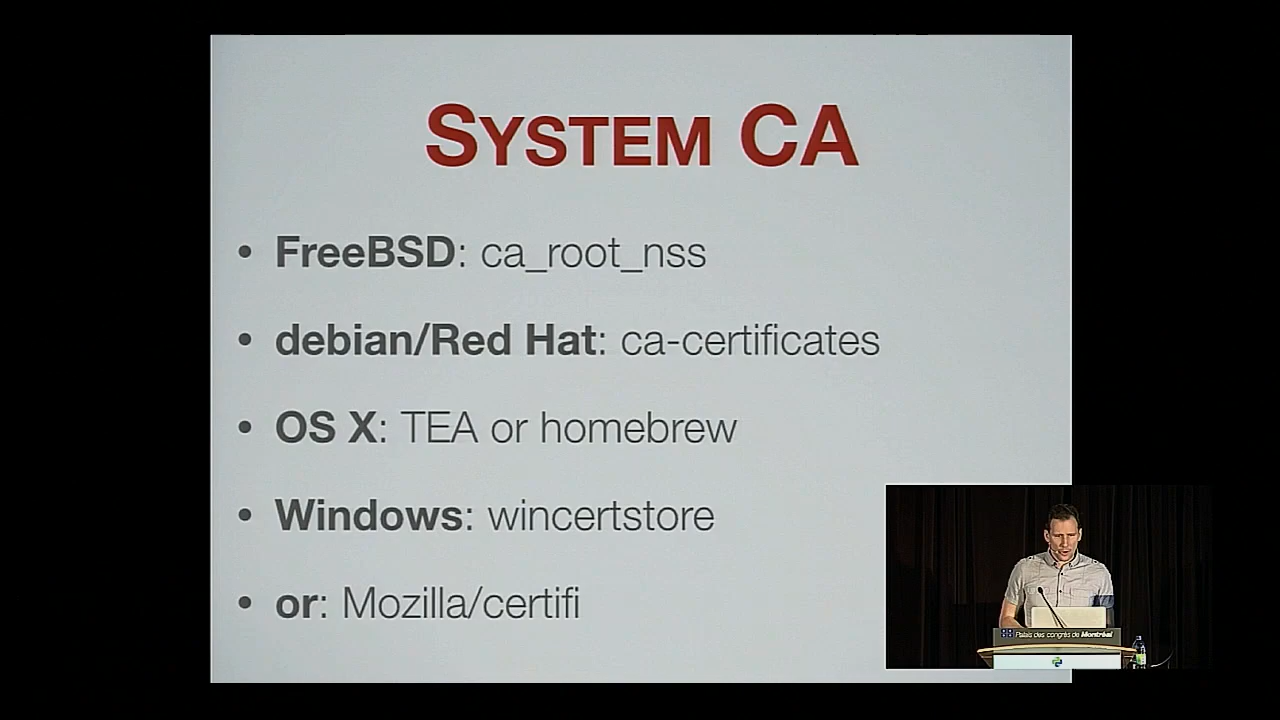 SYSTEM CA
• FreeBSD: ca_root_nss
• debian/Red Hat: ca-certificates
• OS X: TEA or homebrew
• Windows: wincertstore
• or: Mozilla/certifi
Palais des congrès de Montréal